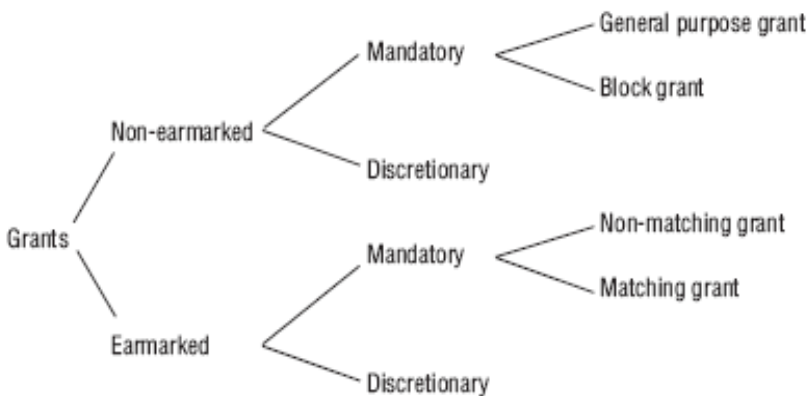 General purpose grant
Mandatory
Block grant
Non-earmarked
Discretionary
Non-matching grant
Grants
Mandatory
Matching grant
Earmarked
Discretionary